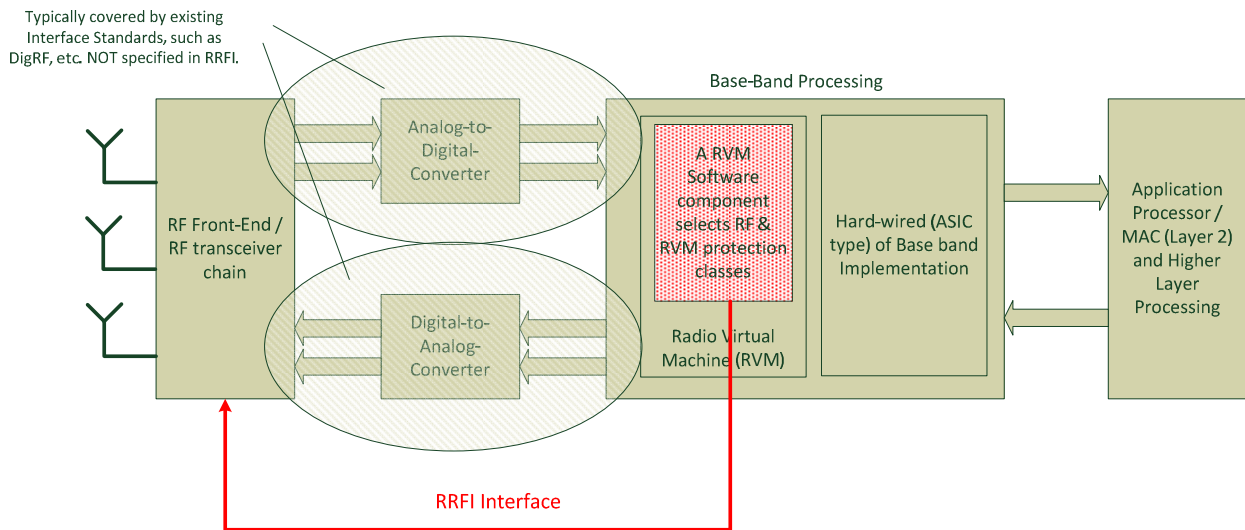 Typically covered by existing
Interface Standards, such as
DigRF, etc. NOT specified in RRFI.
Base-Band Processing
RF Front-End /
RF transceiver
chain
Analog-to-
Digital-
Converter
Digital-to-
Analog-
Converter
A RVM
Software
component
selects RF &
RVM protection
classes
Radio Virtual
Machine (RVM)
Hard-wired (ASIC
type) of Base band
Implementation
Application
Processor /
MAC (Layer 2)
and Higher
Layer
Processing
RRFI Interface